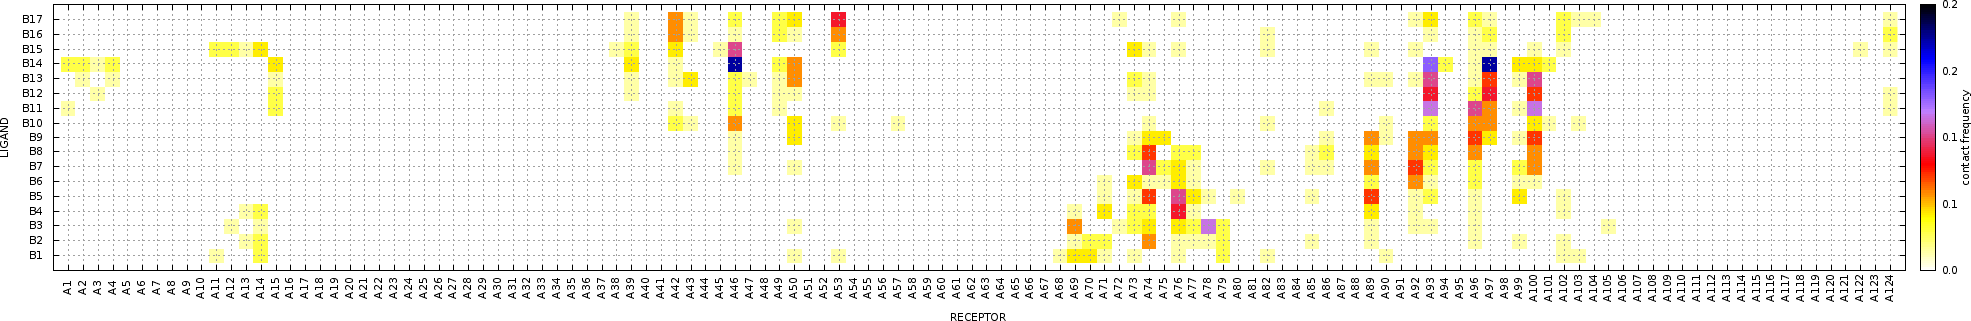 B17
B16
B15
B14
B13
B12
B11
B10
B9
B8
B7
B6
B5
B4
B3
B2
B1
LIGAND
A1 A2 A3 A4 A5 A6 A7 A8 A9 A10 A11 A12 A13 A14 A15 A16 A17 A18 A19 A20 A21 A22 A23 A24 A25 A26 A27 A28 A29 A30 A31 A32 A33 A34 A35 A36 A37 A38 A39 A40 A41 A42 A43 A44 A45 A46 A47 A48 A49 A50 A51 A52 A53 A54 A55 A56 A57 A58 A59 A60 A61 A62 A63 A64 A65 A66 A67 A68 A69 A70 A71 A72 A73 A74 A75 A76 A77 A78 A79 A80 A81 A82 A83 A84 A85 A86 A87 A88 A89 A90 A91 A92 A93 A94 A95 A96 A97 A98 A99 A100 A101 A102 A103 A104 A105 A106 A107 A108 A109 A110 A111 A112 A113 A114 A115 A116 A117 A118 A119 A120 A121 A122 A123 A124
RECEPTOR
0.2
0.2
0.1
0.1
0.0
contact frequency